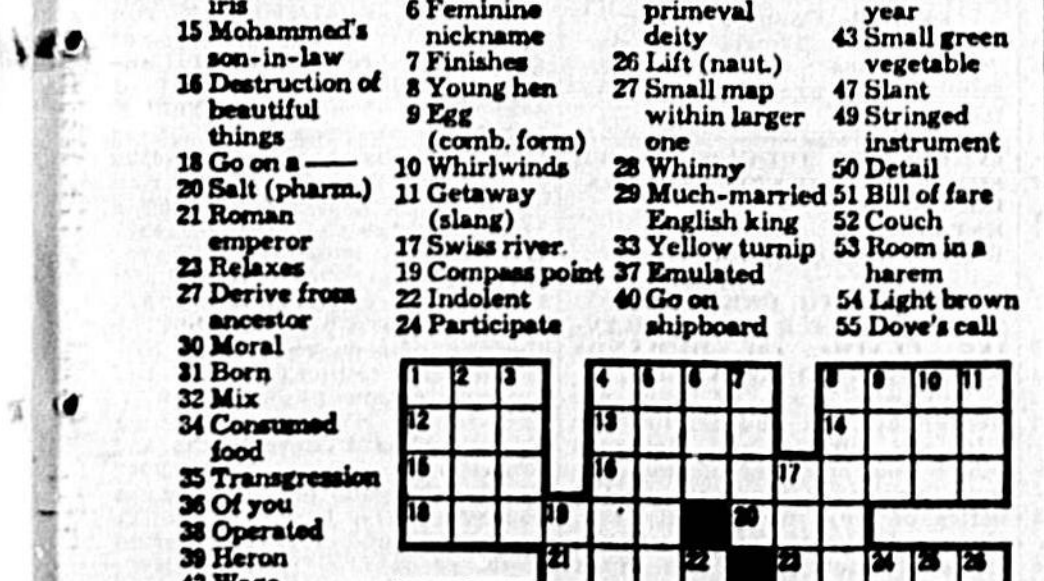 iris
15 Mohammed's
son-in-law
16 Destruction of
beautiful
things
18 Go on a ——
20 Salt (pharm.)
21 Roman
emperor
23 Relaxes
27 Derive from
ancestor
30 Moral
31 Born
32 Mix
34 Consumed
food
35 Transgression
36 Of you
38 Operated
39 Heron
6 Feminine
nickname
7 Finishes
8 Young hen
9 Egg
(comb. form)
10 Whirlwinds
11 Getaway
(slang)
17 Swiss river.
19 Compass point
22 Indolent
24 Participate
primeval
deity
26 Lift (naut.)
27 Small map
within larger
one
28 Whinny
29 Much-married
English king
33 Yellow turnip
37 Emulated
40 Go on
shipboard
year
43 Small green
vegetable
47 Slant
49 Stringed
instrument
50 Detail
51 Bill of fare
52 Couch
53 Room in a
harem
54 Light brown
55 Dove's call
1 2 3 4 5 6 7 8 9 10 11
12 13 14
15 16 17
18 19 20
21 22 23 24 25 26